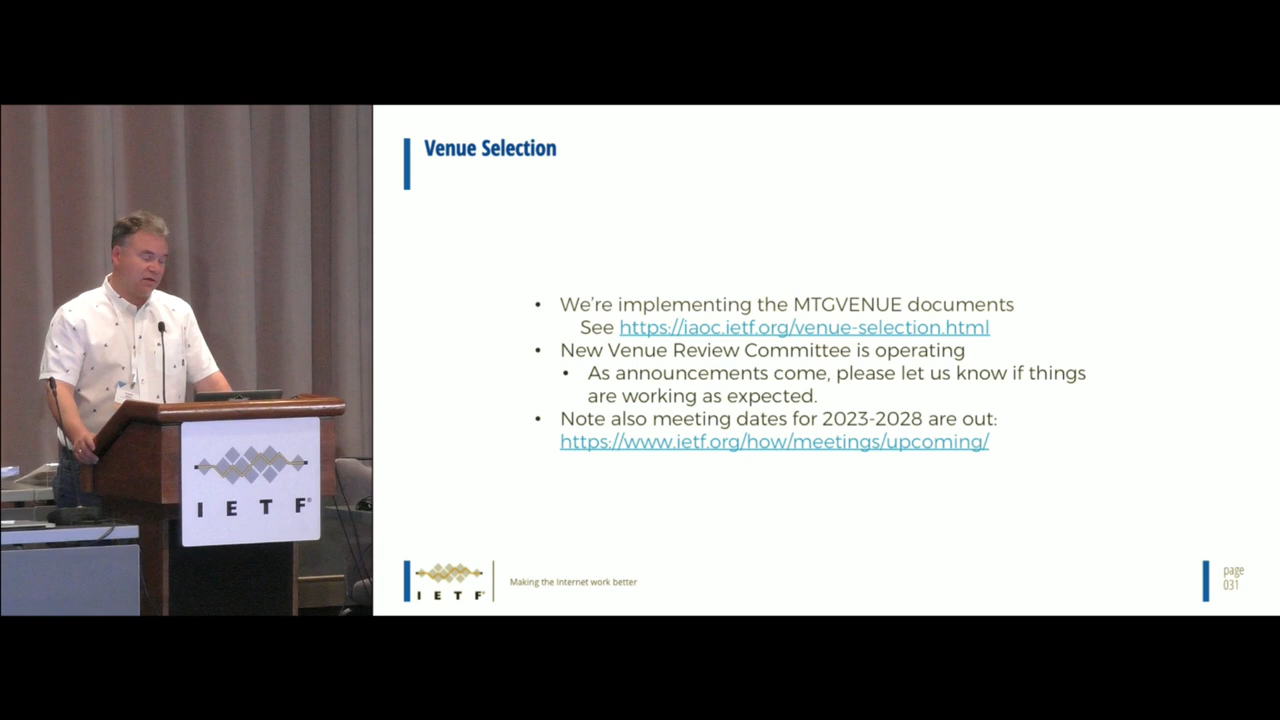 Venue Selection
• We're implementing the MTGVENUE documents
See https://iaoc.ietf.org/venue-selection.html
• New Venue Review Committee is operating
• As announcements come, please let us know if things
are working as expected.
• Note also meeting dates for 2023-2028 are out:
https://www.ietf.org/how/meetings/upcoming/
IETF®
IETF®
Making the Internet work better
page
031